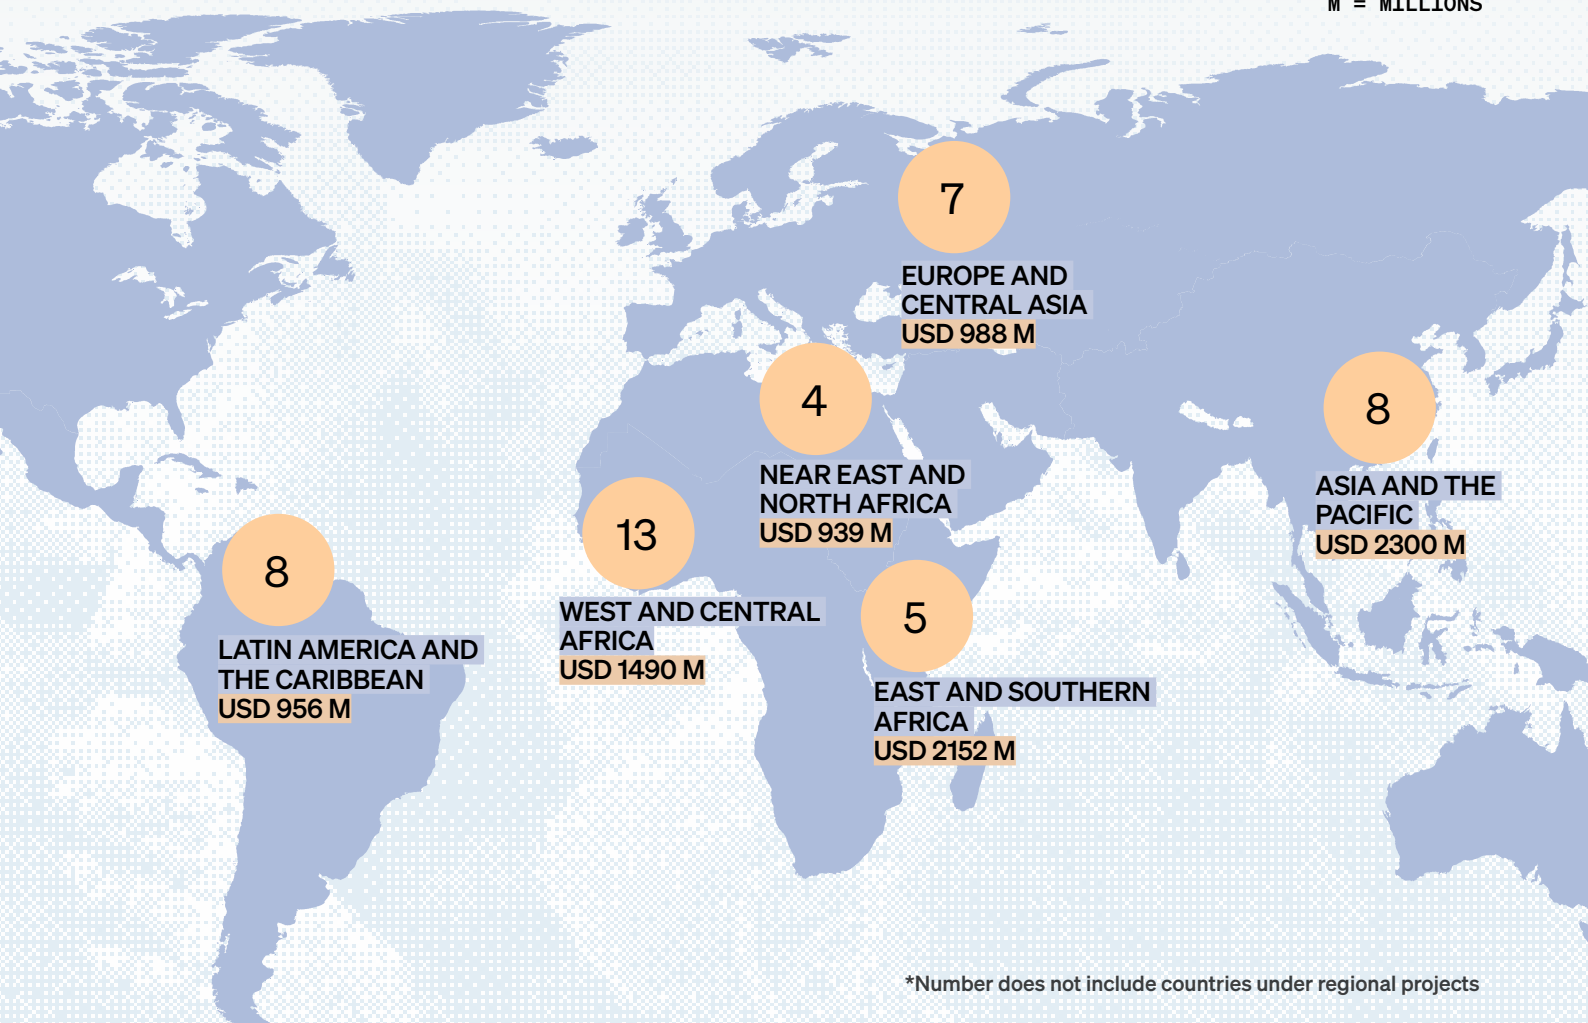 M = MILLIONS
7
EUROPE AND
CENTRAL ASIA
USD 988 M
4
NEAR EAST AND
NORTH AFRICA
USD 939 M
8
ASIA AND THE
PACIFIC
USD 2300 M
13
WEST AND CENTRAL
AFRICA
USD 1490 M
8
LATIN AMERICA AND
THE CARIBBEAN
USD 956 M
5
EAST AND SOUTHERN
AFRICA
USD 2152 M
*Number does not include countries under regional projects